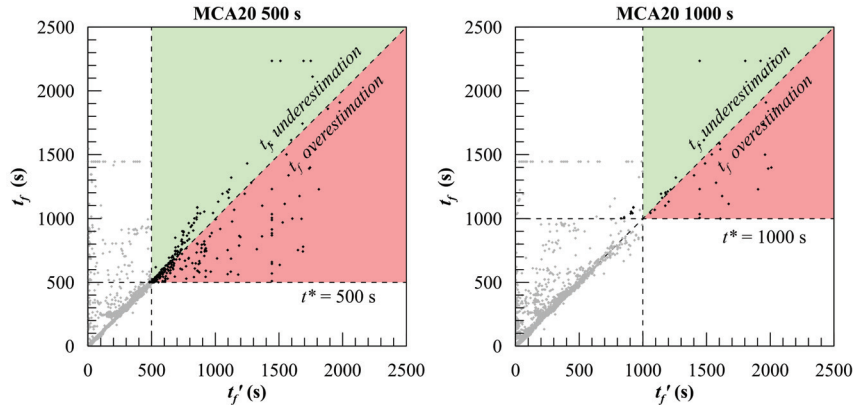 MCA20 500 s
2500
2000
1500
1000
500
0
t_f (s)
t_f underestimation
t_f overestimation
t* = 500 s
0 500 1000 1500 2000 2500
t_f' (s)
MCA20 1000 s
2500
2000
1500
1000
500
0
t_f (s)
t_f underestimation
t_f overestimation
t* = 1000 s
0 500 1000 1500 2000 2500
t_f' (s)